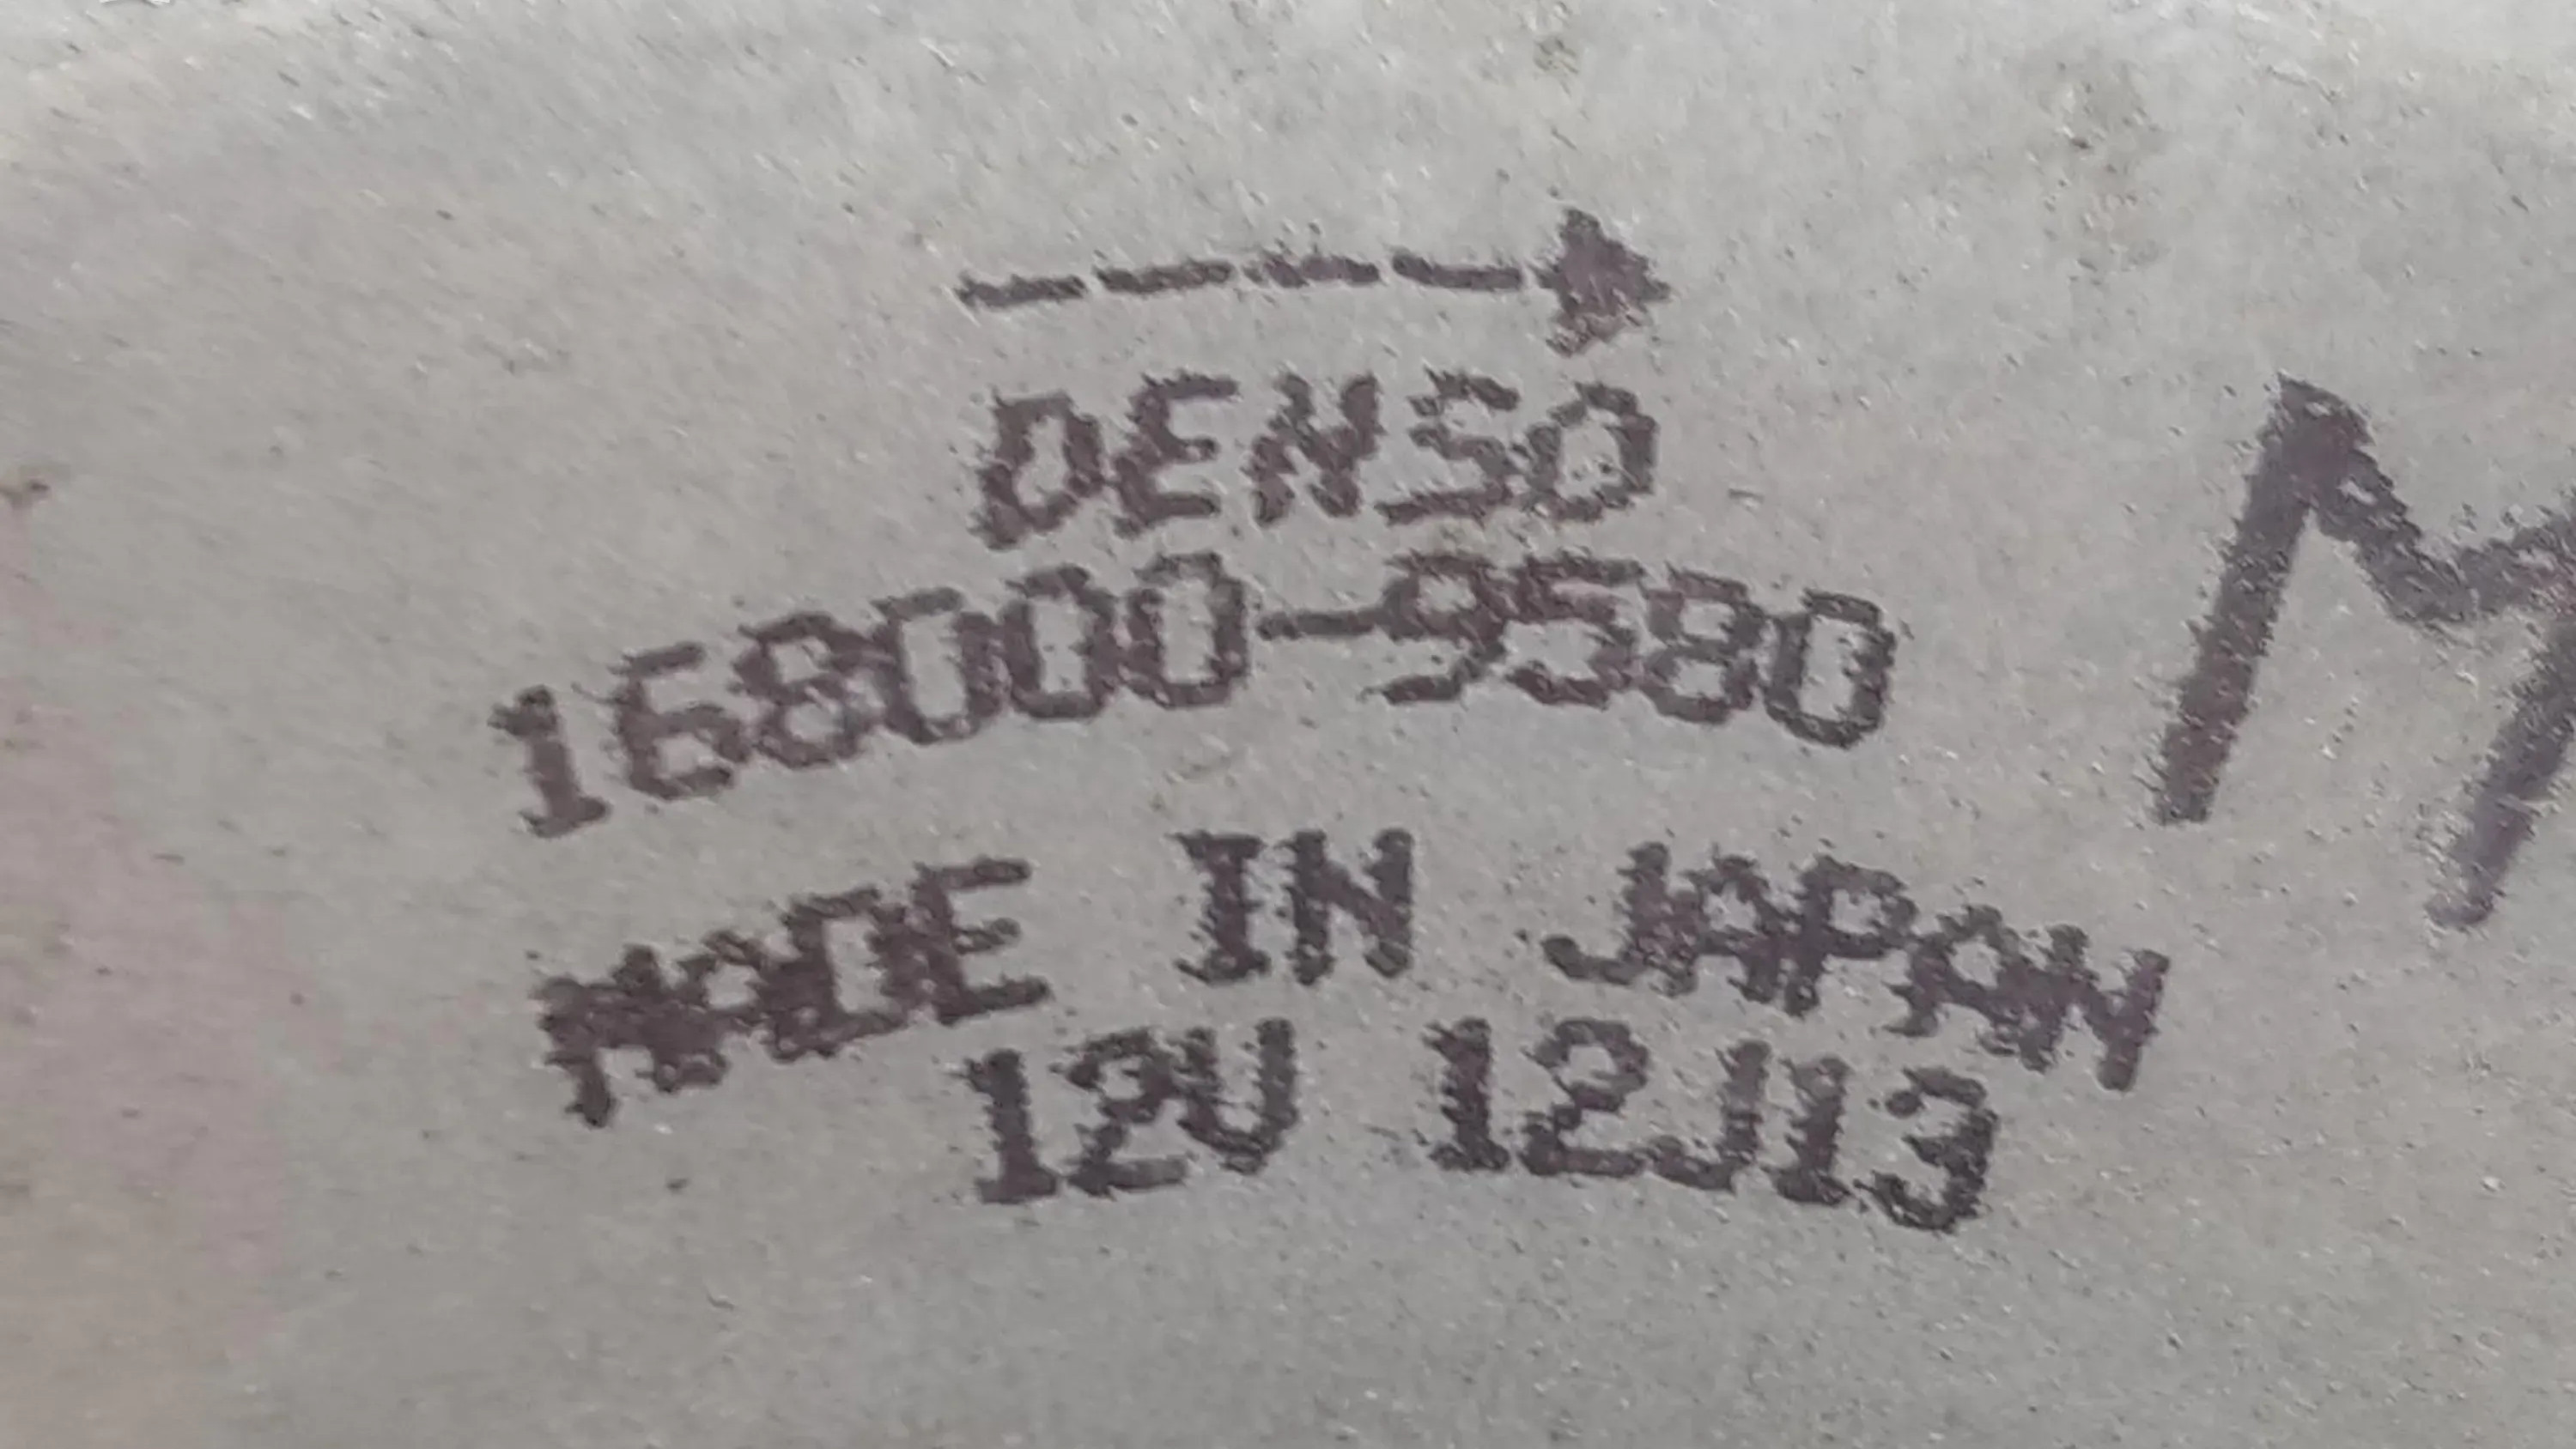 DENSO
168000-9580
MADE IN JAPAN
12V 12J13
M